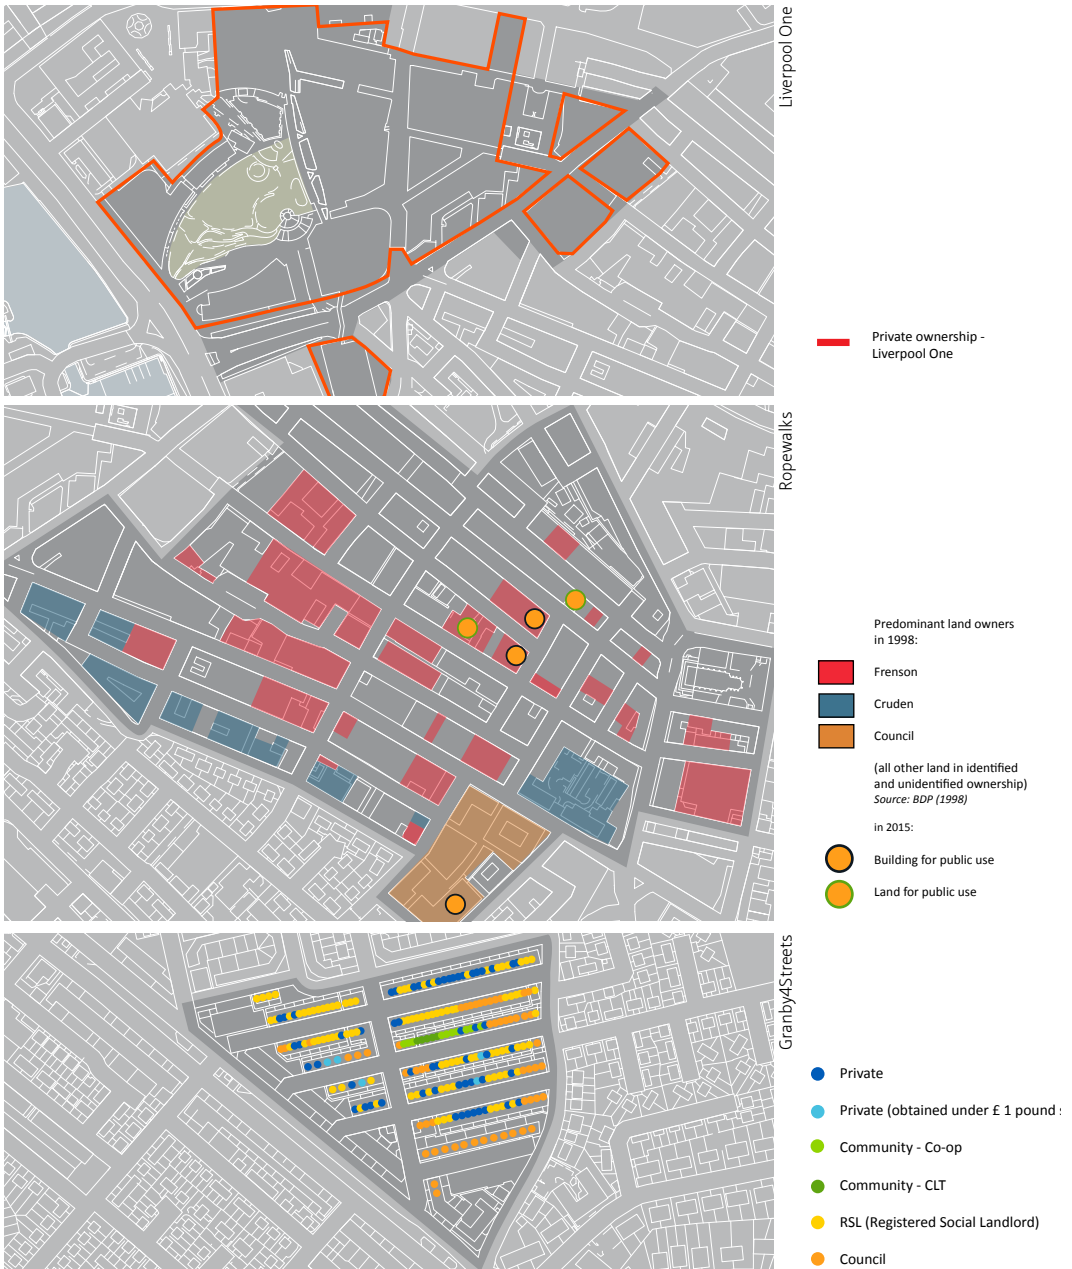 Liverpool One
Private ownership -
Liverpool One
Ropewalks
Predominant land owners
in 1998:
Frenson
Cruden
Council
(all other land in identified
and unidentified ownership)
Source: BDP (1998)
in 2015:
Building for public use
Land for public use
Granby4Streets
Private
Private (obtained under £ 1 pound
Community - Co-op
Community - CLT
RSL (Registered Social Landlord)
Council